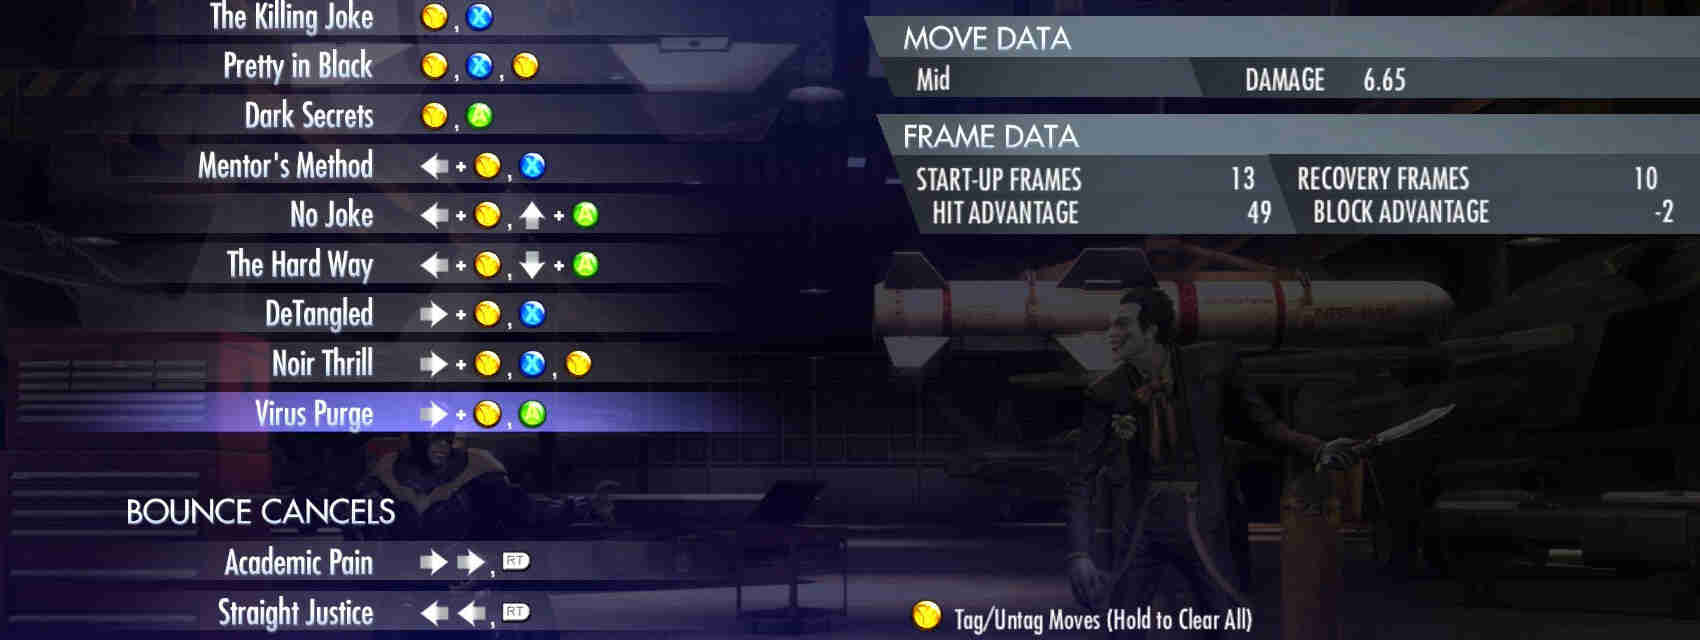 The Killing Joke Y , X
Pretty in Black Y , X , Y
Dark Secrets Y , A
Mentor's Method + Y , X
No Joke + Y , + A
The Hard Way + Y , + A
DeTangled + Y , X
Noir Thrill + Y , X , Y
Virus Purge + Y , A
BOUNCE CANCELS
Academic Pain , RT
Straight Justice , RT
MOVE DATA
Mid DAMAGE 6.65
FRAME DATA
START-UP FRAMES 13 RECOVERY FRAMES 10
HIT ADVANTAGE 49 BLOCK ADVANTAGE -2
Y Tag/Untag Moves (Hold to Clear All)